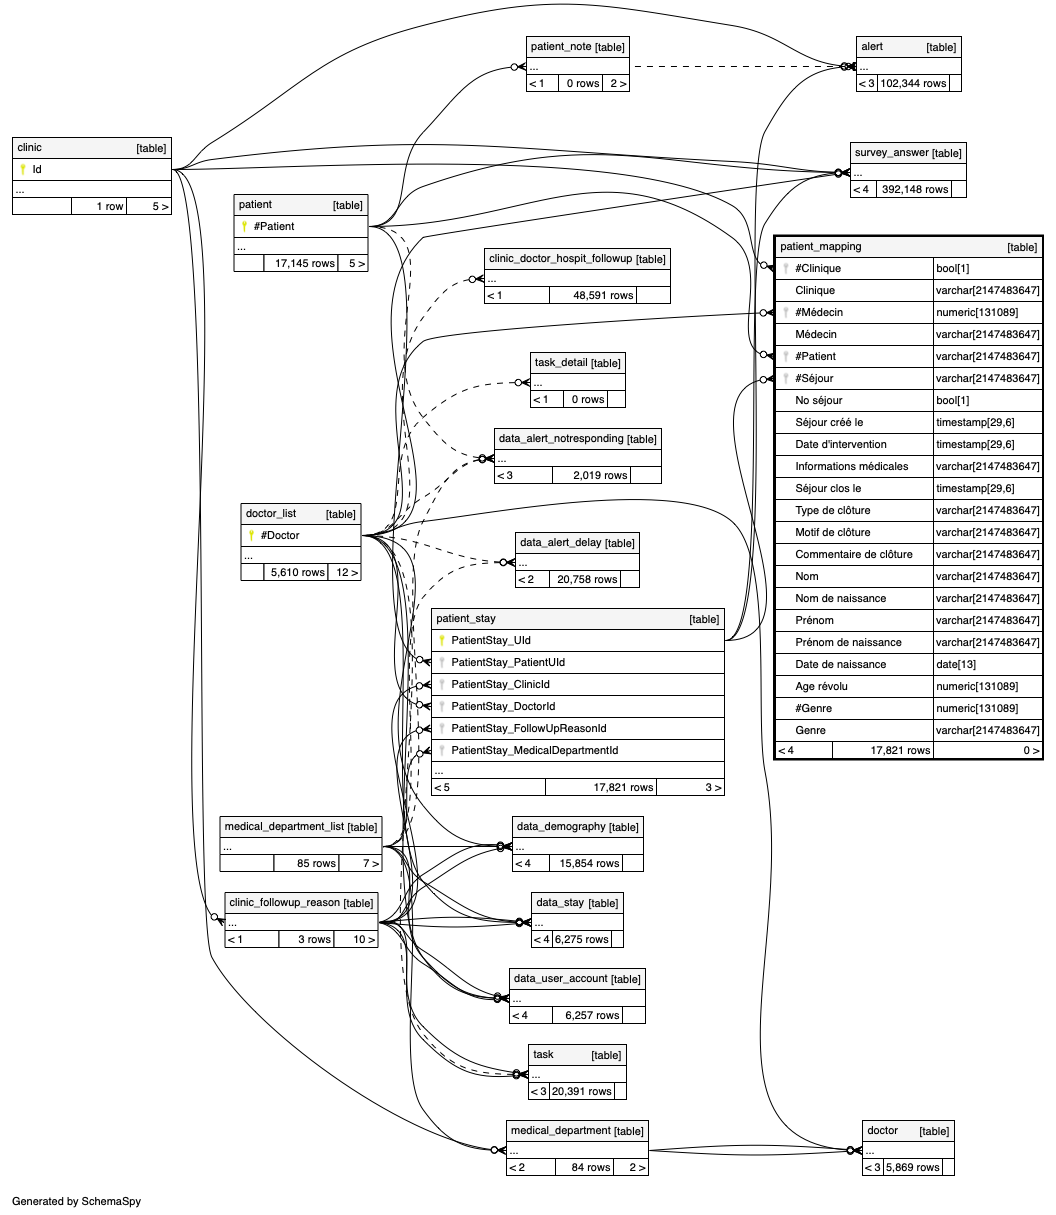 patient_note [table]
...
< 1 0 rows 2 >
alert [table]
...
< 3 102,344 rows
clinic [table]
Id
...
1 row 5 >
survey_answer [table]
...
< 4 392,148 rows
patient [table]
#Patient
...
17,145 rows 5 >
clinic_doctor_hospit_followup [table]
...
< 1 48,591 rows
patient_mapping [table]
#Clinique bool[1]
Clinique varchar[2147483647]
#Médecin numeric[131089]
Médecin varchar[2147483647]
#Patient varchar[2147483647]
#Séjour varchar[2147483647]
No séjour bool[1]
Séjour créé le timestamp[29,6]
Date d'intervention timestamp[29,6]
Informations médicales varchar[2147483647]
Séjour clos le timestamp[29,6]
Type de clôture varchar[2147483647]
Motif de clôture varchar[2147483647]
Commentaire de clôture varchar[2147483647]
Nom varchar[2147483647]
Nom de naissance varchar[2147483647]
Prénom varchar[2147483647]
Prénom de naissance varchar[2147483647]
Date de naissance date[13]
Age révolu numeric[131089]
#Genre numeric[131089]
Genre varchar[2147483647]
< 4 17,821 rows 0 >
task_detail [table]
...
< 1 0 rows
data_alert_notresponding [table]
...
< 3 2,019 rows
doctor_list [table]
#Doctor
...
5,610 rows 12 >
data_alert_delay [table]
...
< 2 20,758 rows
patient_stay [table]
PatientStay_UId
PatientStay_PatientUId
PatientStay_ClinicId
PatientStay_DoctorId
PatientStay_FollowUpReasonId
PatientStay_MedicalDepartmentId
...
< 5 17,821 rows 3 >
medical_department_list [table]
...
85 rows 7 >
data_demography [table]
...
< 4 15,854 rows
clinic_followup_reason [table]
...
< 1 3 rows 10 >
data_stay [table]
...
< 4 6,275 rows
data_user_account [table]
...
< 4 6,257 rows
task [table]
...
< 3 20,391 rows
medical_department [table]
...
< 2 84 rows 2 >
doctor [table]
...
< 3 5,869 rows
Generated by SchemaSpy